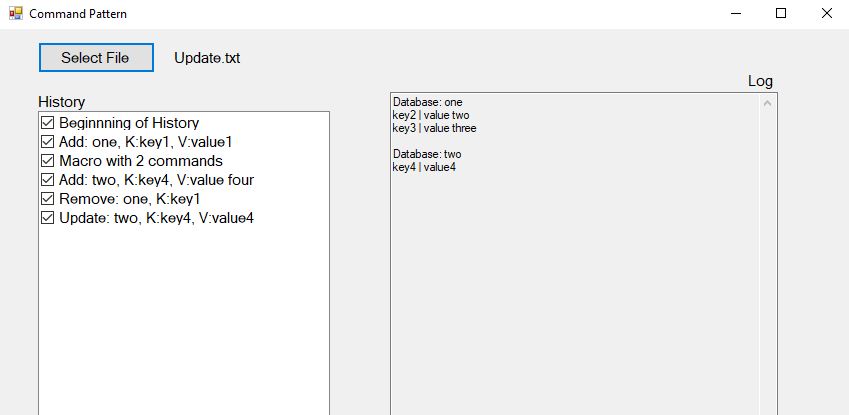 Command Pattern
Select File
Update.txt
Log
History
Beginnning of History
Add: one, K:key1, V:value1
Macro with 2 commands
Add: two, K:key4, V:value four
Remove: one, K:key1
Update: two, K:key4, V:value4
Database: one
key2 | value two
key3 | value three
Database: two
key4 | value4